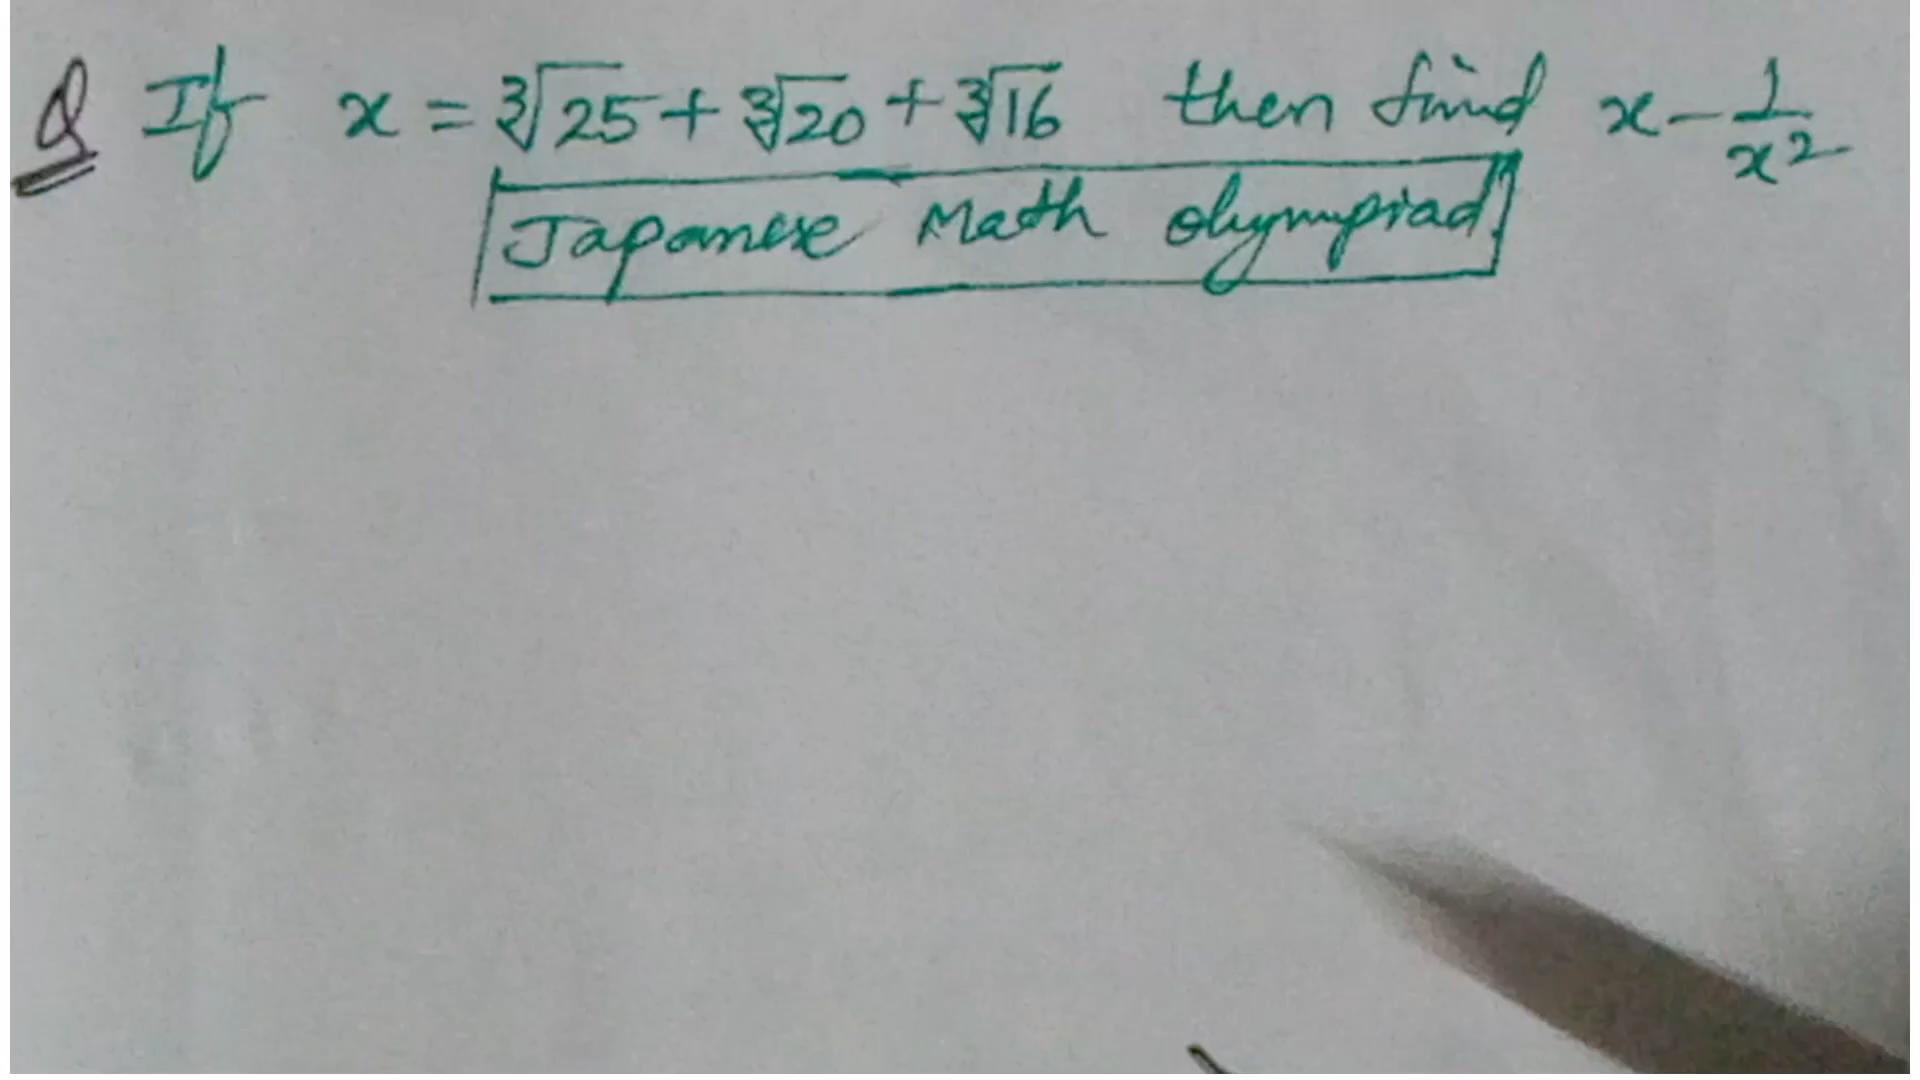 Q If x = ∛25 + ∛20 + ∛16 then find x - 1/x²
Japanese Math olympiad